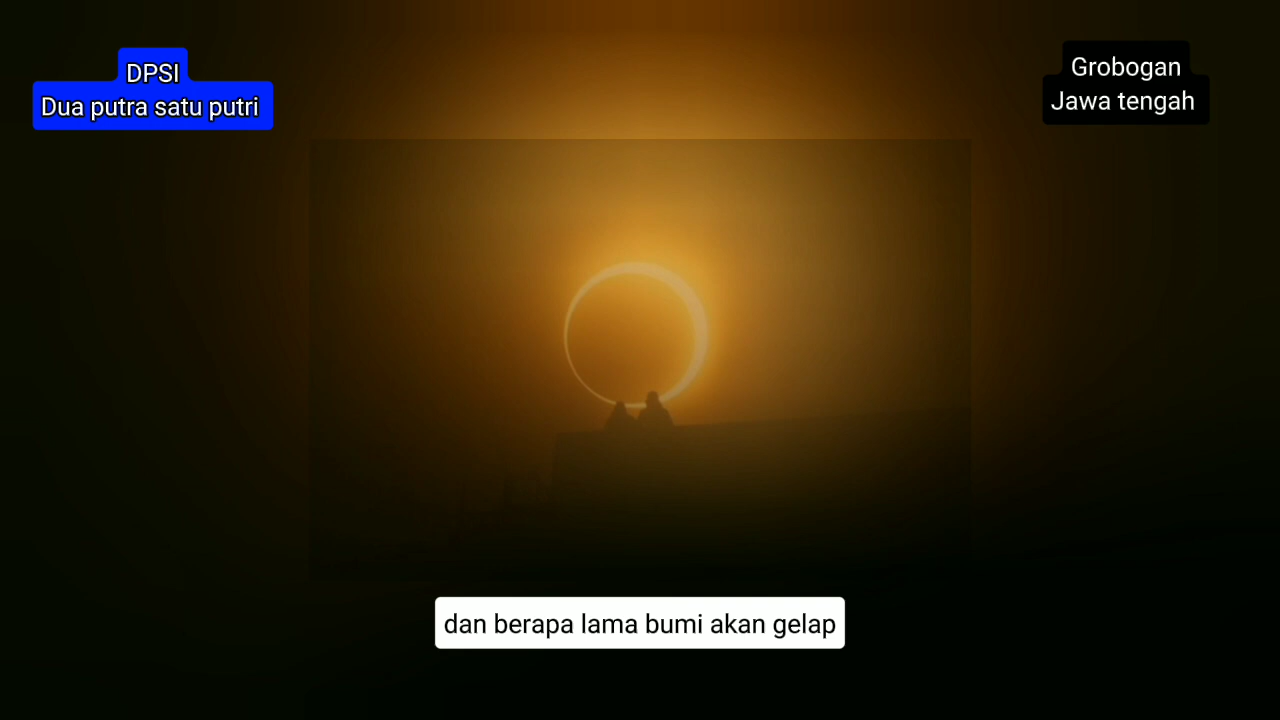 DPSI
Dua putra satu putri
Grobogan
Jawa tengah
dan berapa lama bumi akan gelap